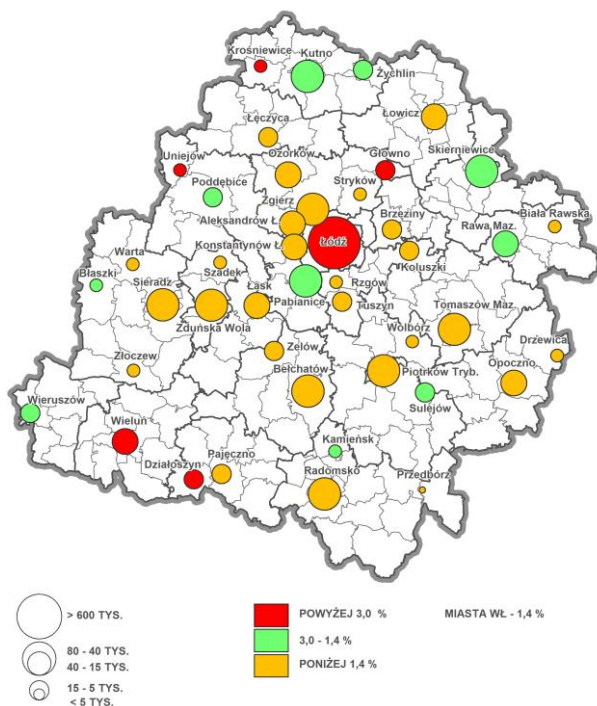 Krośniewice
Kutno
Żychlin
Łęczyca
Łowicz
Uniejów
Ozorków
Główno
Skierniewice
Poddębice
Stryków
Zgierz
Aleksandrów Ł.
Brzeziny
Biała Rawska
Rawa Maz.
Warta
Konstantynów Ł.
Łódź
Koluszki
Błaszki
Szadek
Sieradz
Łask
Rzgów
Pabianice
Tuszyn
Tomaszów Maz.
Zduńska Wola
Wolbórz
Drzewica
Złoczew
Zelów
Piotrków Tryb.
Opoczno
Bełchatów
Wieruszów
Sulejów
Wieluń
Kamieńsk
Działoszyn
Pajęczno
Radomsko
Przedbórz
> 600 TYS.
80 - 40 TYS.
40 - 15 TYS.
15 - 5 TYS.
< 5 TYS.
POWYŻEJ 3,0 %
3,0 - 1,4 %
PONIŻEJ 1,4 %
MIASTA WŁ - 1,4 %